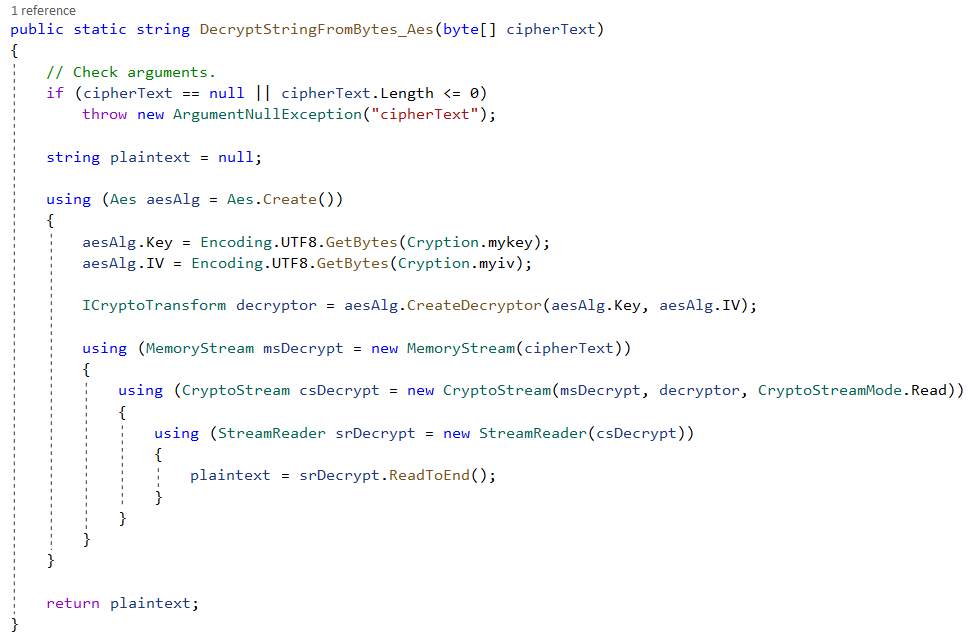 1 reference
public static string DecryptStringFromBytes_Aes(byte[] cipherText)
{
    // Check arguments.
    if (cipherText == null || cipherText.Length <= 0)
        throw new ArgumentNullException("cipherText");

    string plaintext = null;

    using (Aes aesAlg = Aes.Create())
    {
        aesAlg.Key = Encoding.UTF8.GetBytes(Cryption.mykey);
        aesAlg.IV = Encoding.UTF8.GetBytes(Cryption.myiv);

        ICryptoTransform decryptor = aesAlg.CreateDecryptor(aesAlg.Key, aesAlg.IV);

        using (MemoryStream msDecrypt = new MemoryStream(cipherText))
        {
            using (CryptoStream csDecrypt = new CryptoStream(msDecrypt, decryptor, CryptoStreamMode.Read))
            {
                using (StreamReader srDecrypt = new StreamReader(csDecrypt))
                {
                    plaintext = srDecrypt.ReadToEnd();
                }
            }
        }
    }

    return plaintext;
}